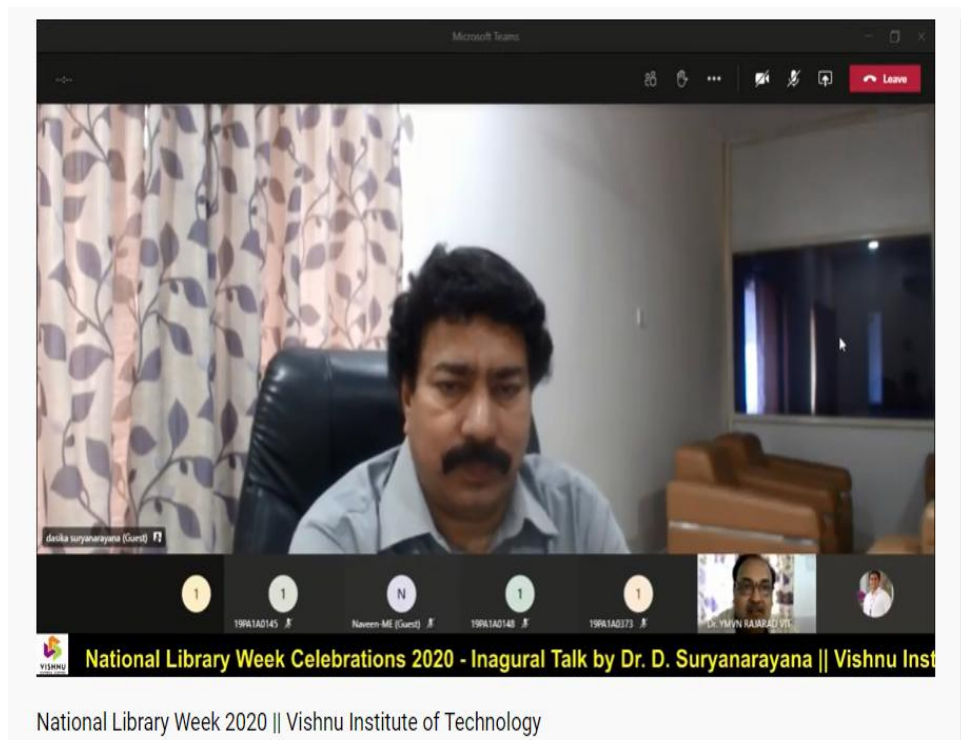 Microsoft Teams
--:--
Leave
dasika suryanarayana (Guest)
1
1
N
1
1
19PA1A0145
Naveen-ME (Guest)
19PA1A0148
19PA1A0373
Dr. YMVN RAJARAO VIT
VISHNU
National Library Week Celebrations 2020 - Inagural Talk by Dr. D. Suryanarayana || Vishnu Inst
National Library Week 2020 || Vishnu Institute of Technology